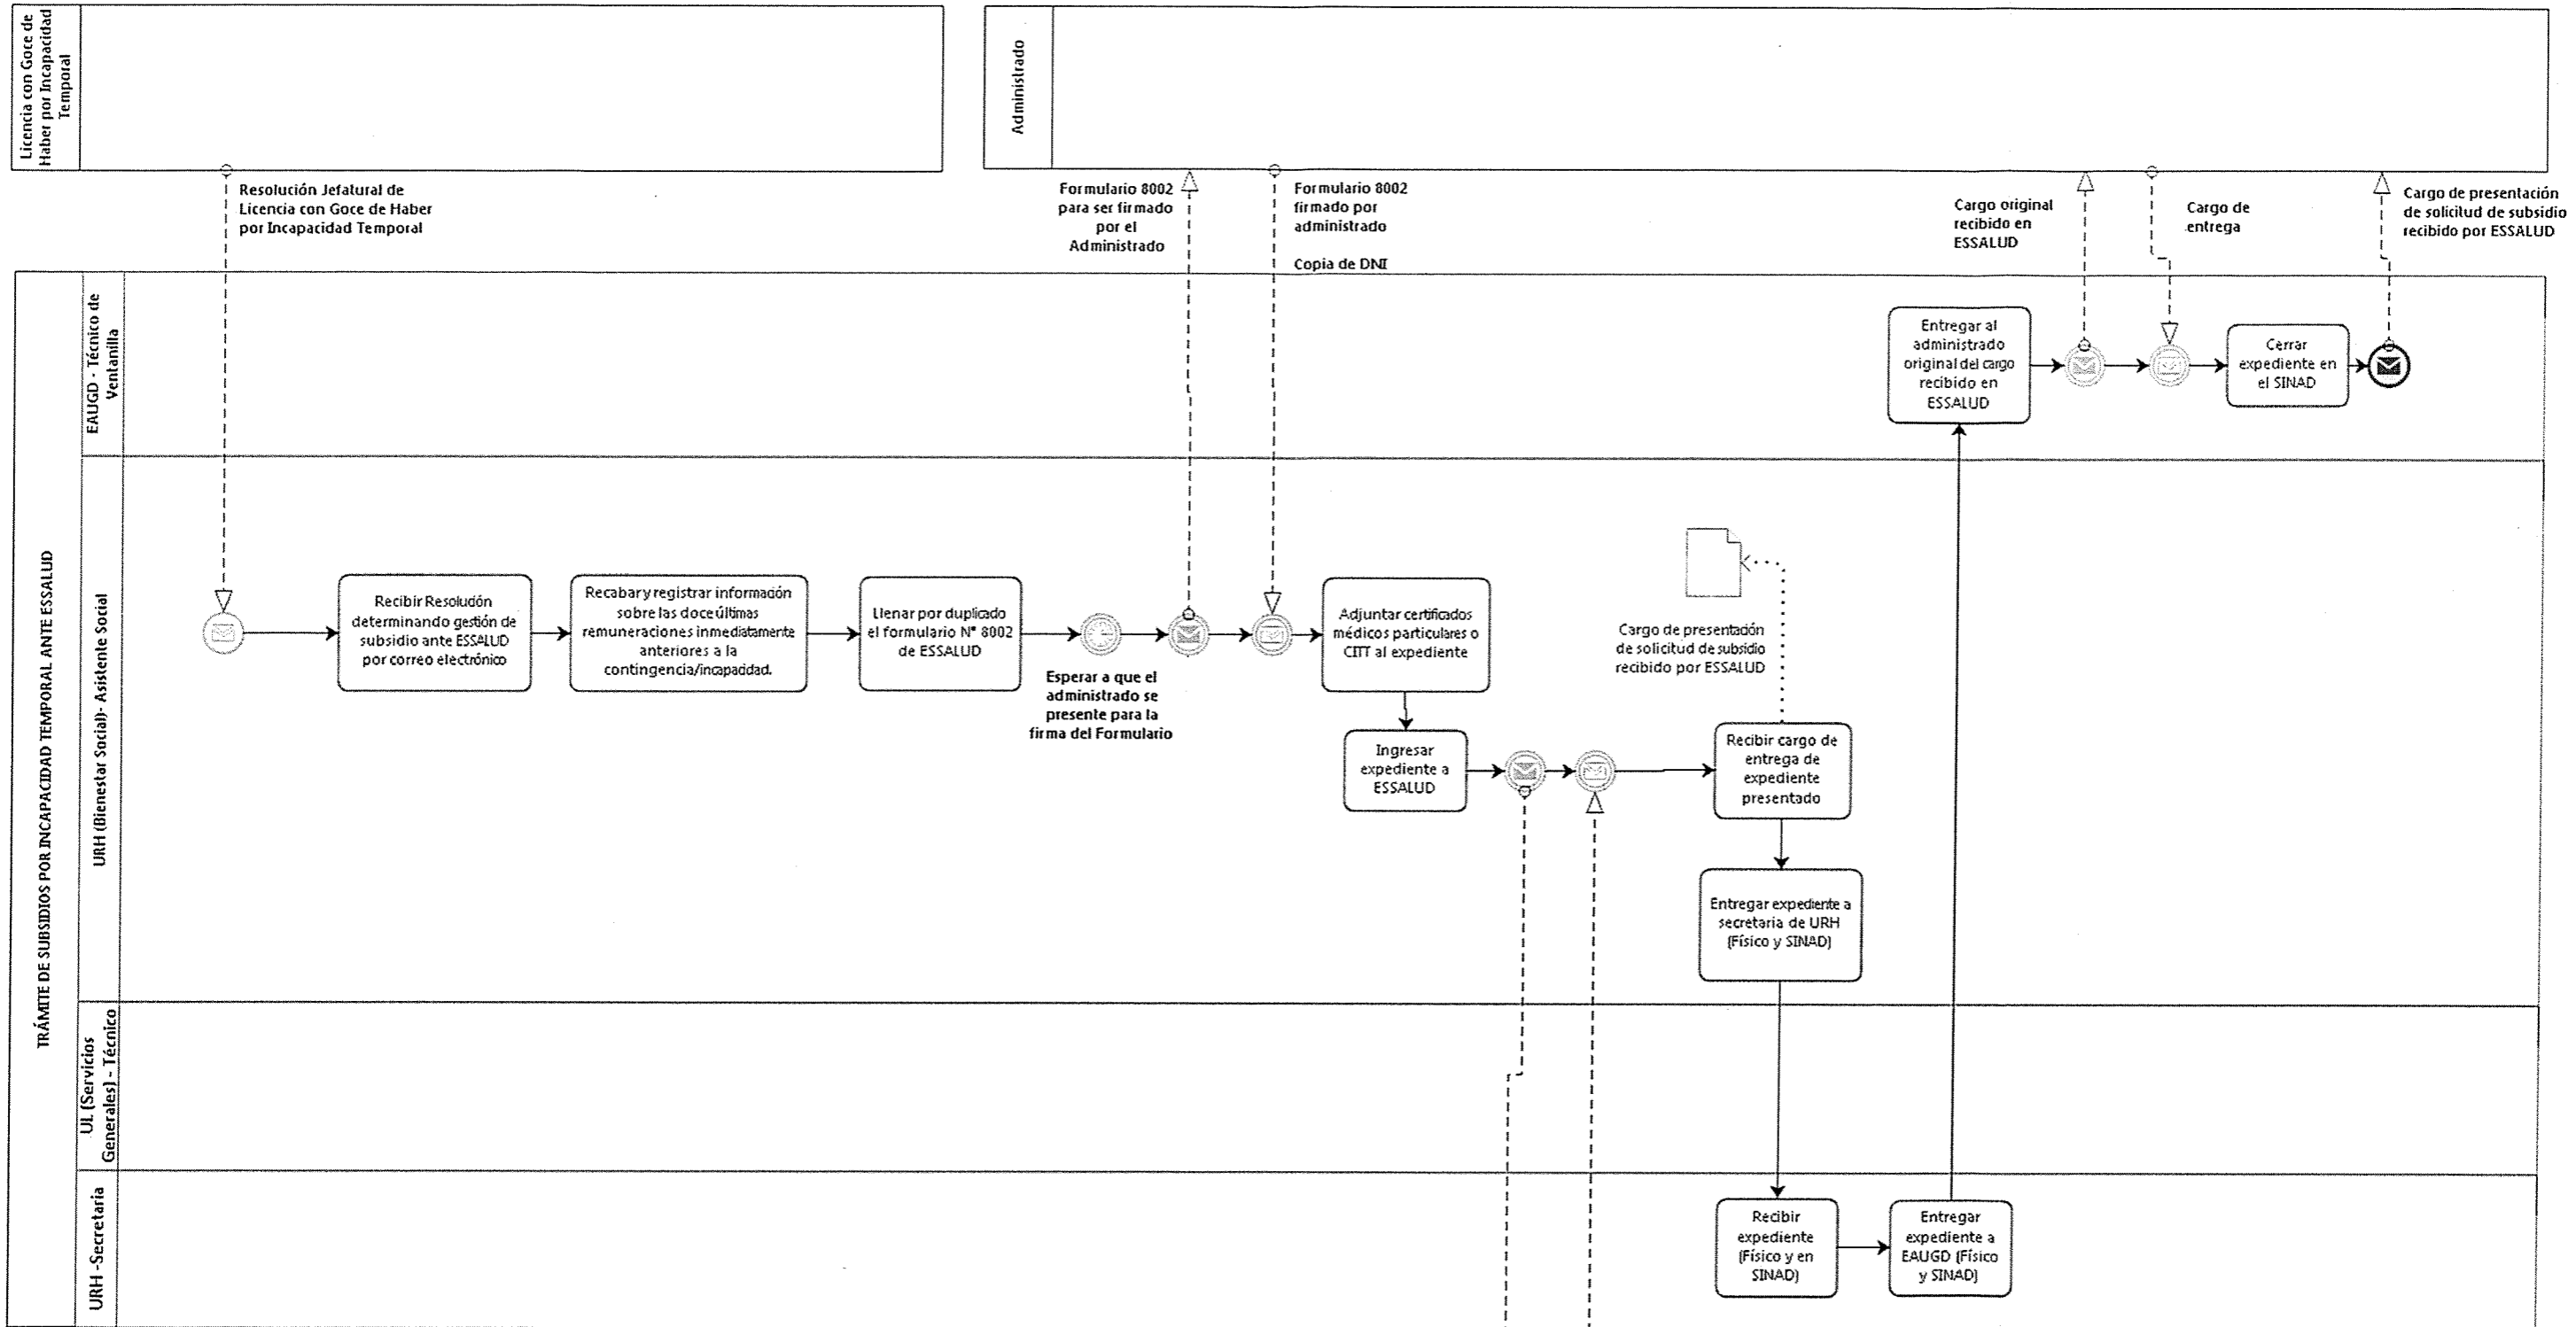 Licencia con Goce de
Haber por Incapacidad
Temporal
Administrado
Resolución Jefatural de
Licencia con Goce de Haber
por Incapacidad Temporal
Formulario 8002
para ser firmado
por el
Administrado
Formulario 8002
firmado por
administrado
Copia de DNI
Cargo original
recibido en
ESSALUD
Cargo de
entrega
Cargo de presentación
de solicitud de subsidio
recibido por ESSALUD
TRÁMITE DE SUBSIDIOS POR INCAPACIDAD TEMPORAL ANTE ESSALUD
EAUGD - Técnico de
Ventanilla
Entregar al
administrado
original del cargo
recibido en
ESSALUD
Cerrar
expediente en
el SINAD
URH (Bienestar Social)- Asistente Social
Recibir Resolución
determinando gestión de
subsidio ante ESSALUD
por correo electrónico
Recabar y registrar información
sobre las doce últimas
remuneraciones inmediatamente
anteriores a la
contingencia/incapacidad.
Llenar por duplicado
el formulario N° 8002
de ESSALUD
Esperar a que el
administrado se
presente para la
firma del Formulario
Adjuntar certificados
médicos particulares o
CITT al expediente
Ingresar
expediente a
ESSALUD
Cargo de presentación
de solicitud de subsidio
recibido por ESSALUD
Recibir cargo de
entrega de
expediente
presentado
Entregar expediente a
secretaria de URH
(Físico y SINAD)
UL (Servicios
Generales) - Técnico
URH -Secretaria
Recibir
expediente
(Físico y en
SINAD)
Entregar
expediente a
EAUGD (Físico
y SINAD)